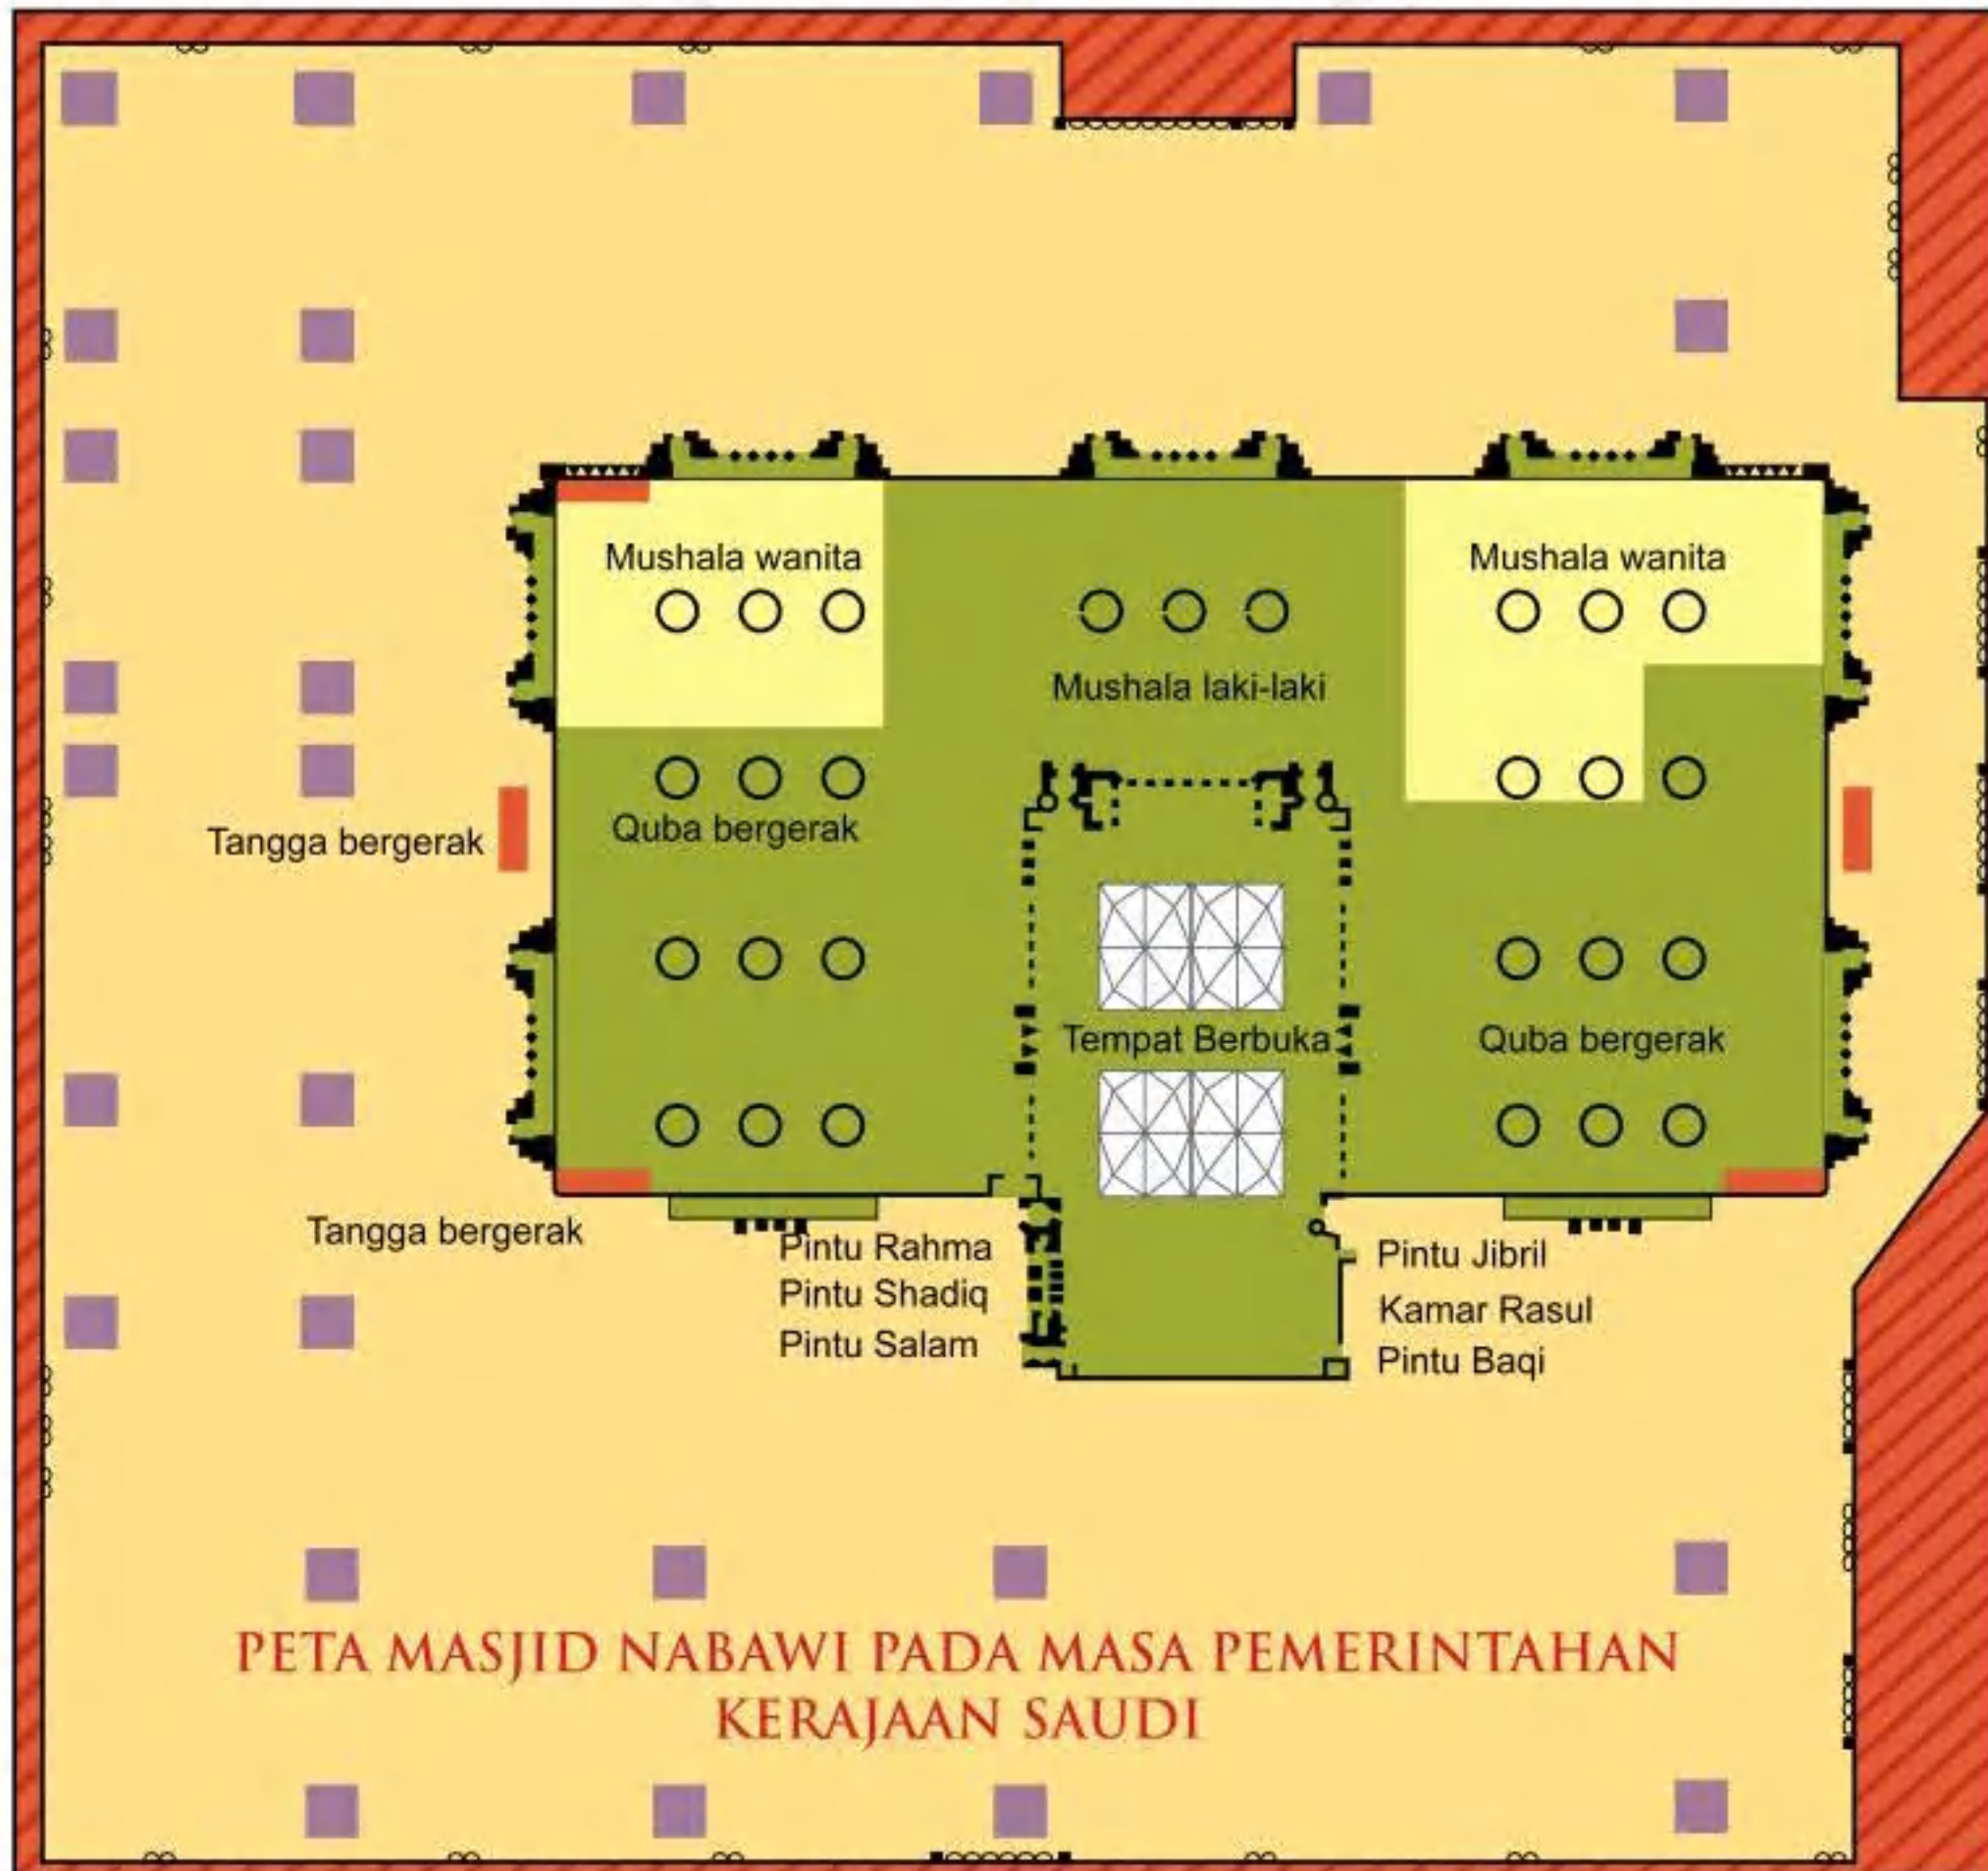 Mushala wanita
Mushala wanita
Mushala laki-laki
Tangga bergerak
Quba bergerak
Tempat Berbuka
Quba bergerak
Tangga bergerak
Pintu Rahma
Pintu Shadiq
Pintu Salam
Pintu Jibril
Kamar Rasul
Pintu Baqi
PETA MASJID NABAWI PADA MASA PEMERINTAHAN
KERAJAAN SAUDI